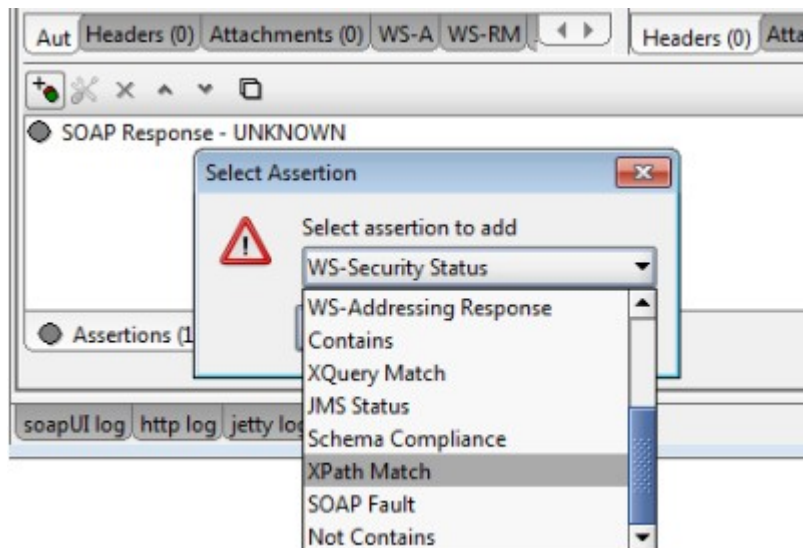 Aut Headers (0) Attachments (0) WS-A WS-RM Headers (0) Atta
SOAP Response - UNKNOWN
Select Assertion
Select assertion to add
WS-Security Status
WS-Addressing Response
Contains
XQuery Match
JMS Status
Schema Compliance
XPath Match
SOAP Fault
Not Contains
Assertions (1
soapUI log http log jetty log